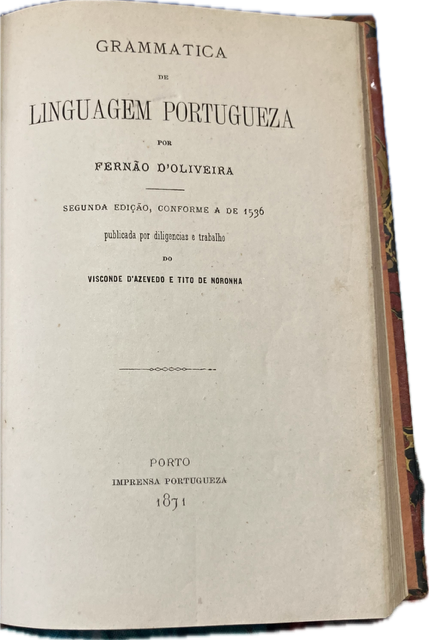 GRAMMATICA
DE
LINGUAGEM PORTUGUEZA
POR
FERNÃO D'OLIVEIRA
SEGUNDA EDIÇÃO, CONFORME A DE 1536
publicada por diligencias e trabalho
DO
VISCONDE D'AZEVEDO E TITO DE NORONHA
PORTO
IMPRENSA PORTUGUEZA
1871